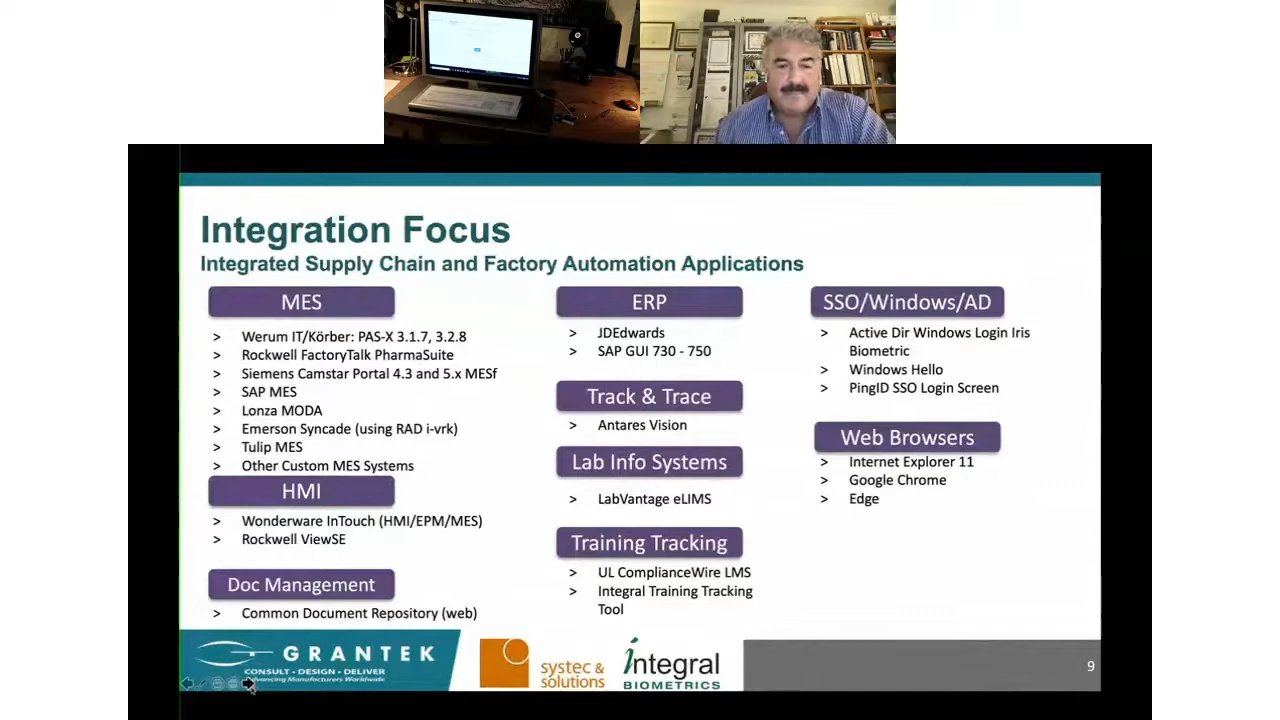 Integration Focus
Integrated Supply Chain and Factory Automation Applications
MES
> Werum IT/Körber: PAS-X 3.1.7, 3.2.8
> Rockwell FactoryTalk PharmaSuite
> Siemens Camstar Portal 4.3 and 5.x MESf
> SAP MES
> Lonza MODA
> Emerson Syncade (using RAD i-vrk)
> Tulip MES
> Other Custom MES Systems
HMI
> Wonderware InTouch (HMI/EPM/MES)
> Rockwell ViewSE
Doc Management
> Common Document Repository (web)
ERP
> JDEdwards
> SAP GUI 730 - 750
Track & Trace
> Antares Vision
Lab Info Systems
> LabVantage eLIMS
Training Tracking
> UL ComplianceWire LMS
> Integral Training Tracking
Tool
SSO/Windows/AD
> Active Dir Windows Login Iris
Biometric
> Windows Hello
> PingID SSO Login Screen
Web Browsers
> Internet Explorer 11
> Google Chrome
> Edge
GRANTEK
CONSULT • DESIGN • DELIVER
Advancing Manufacturers Worldwide
systec &
solutions
integral
BIOMETRICS
9